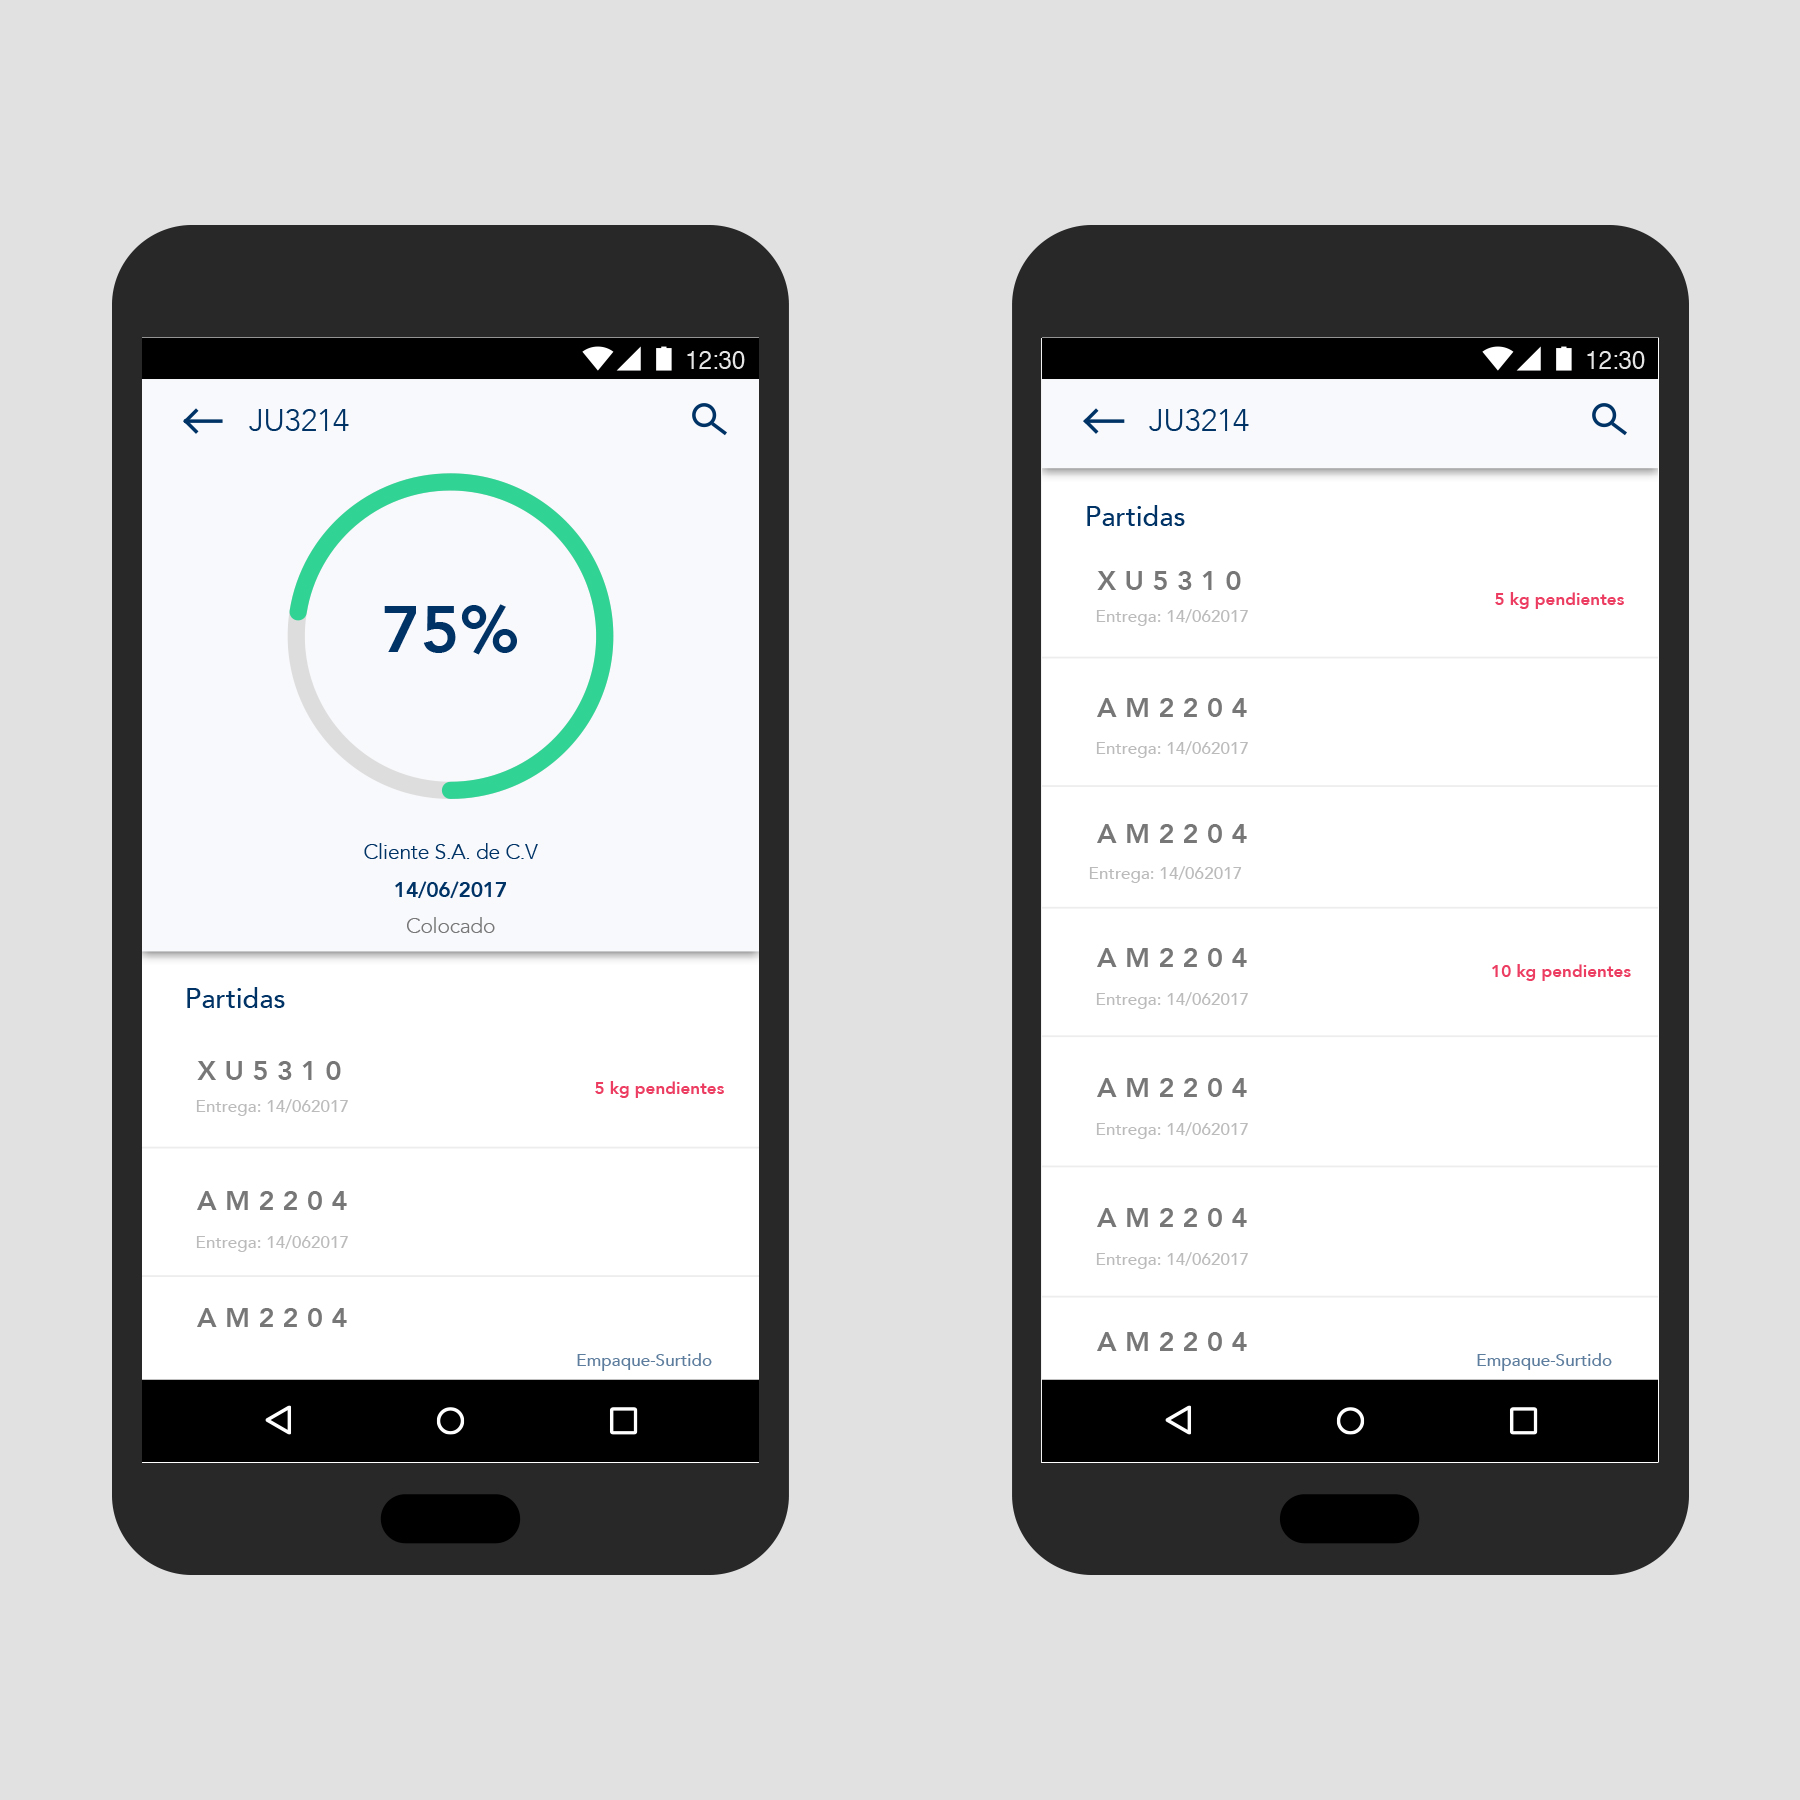 12:30
JU3214
75%
Cliente S.A. de C.V
14/06/2017
Colocado
Partidas
XU5310
5 kg pendientes
Entrega: 14/062017
AM2204
Entrega: 14/062017
AM2204
Empaque-Surtido
12:30
JU3214
Partidas
XU5310
5 kg pendientes
Entrega: 14/062017
AM2204
Entrega: 14/062017
AM2204
Entrega: 14/062017
AM2204
10 kg pendientes
Entrega: 14/062017
AM2204
Entrega: 14/062017
AM2204
Entrega: 14/062017
AM2204
Empaque-Surtido